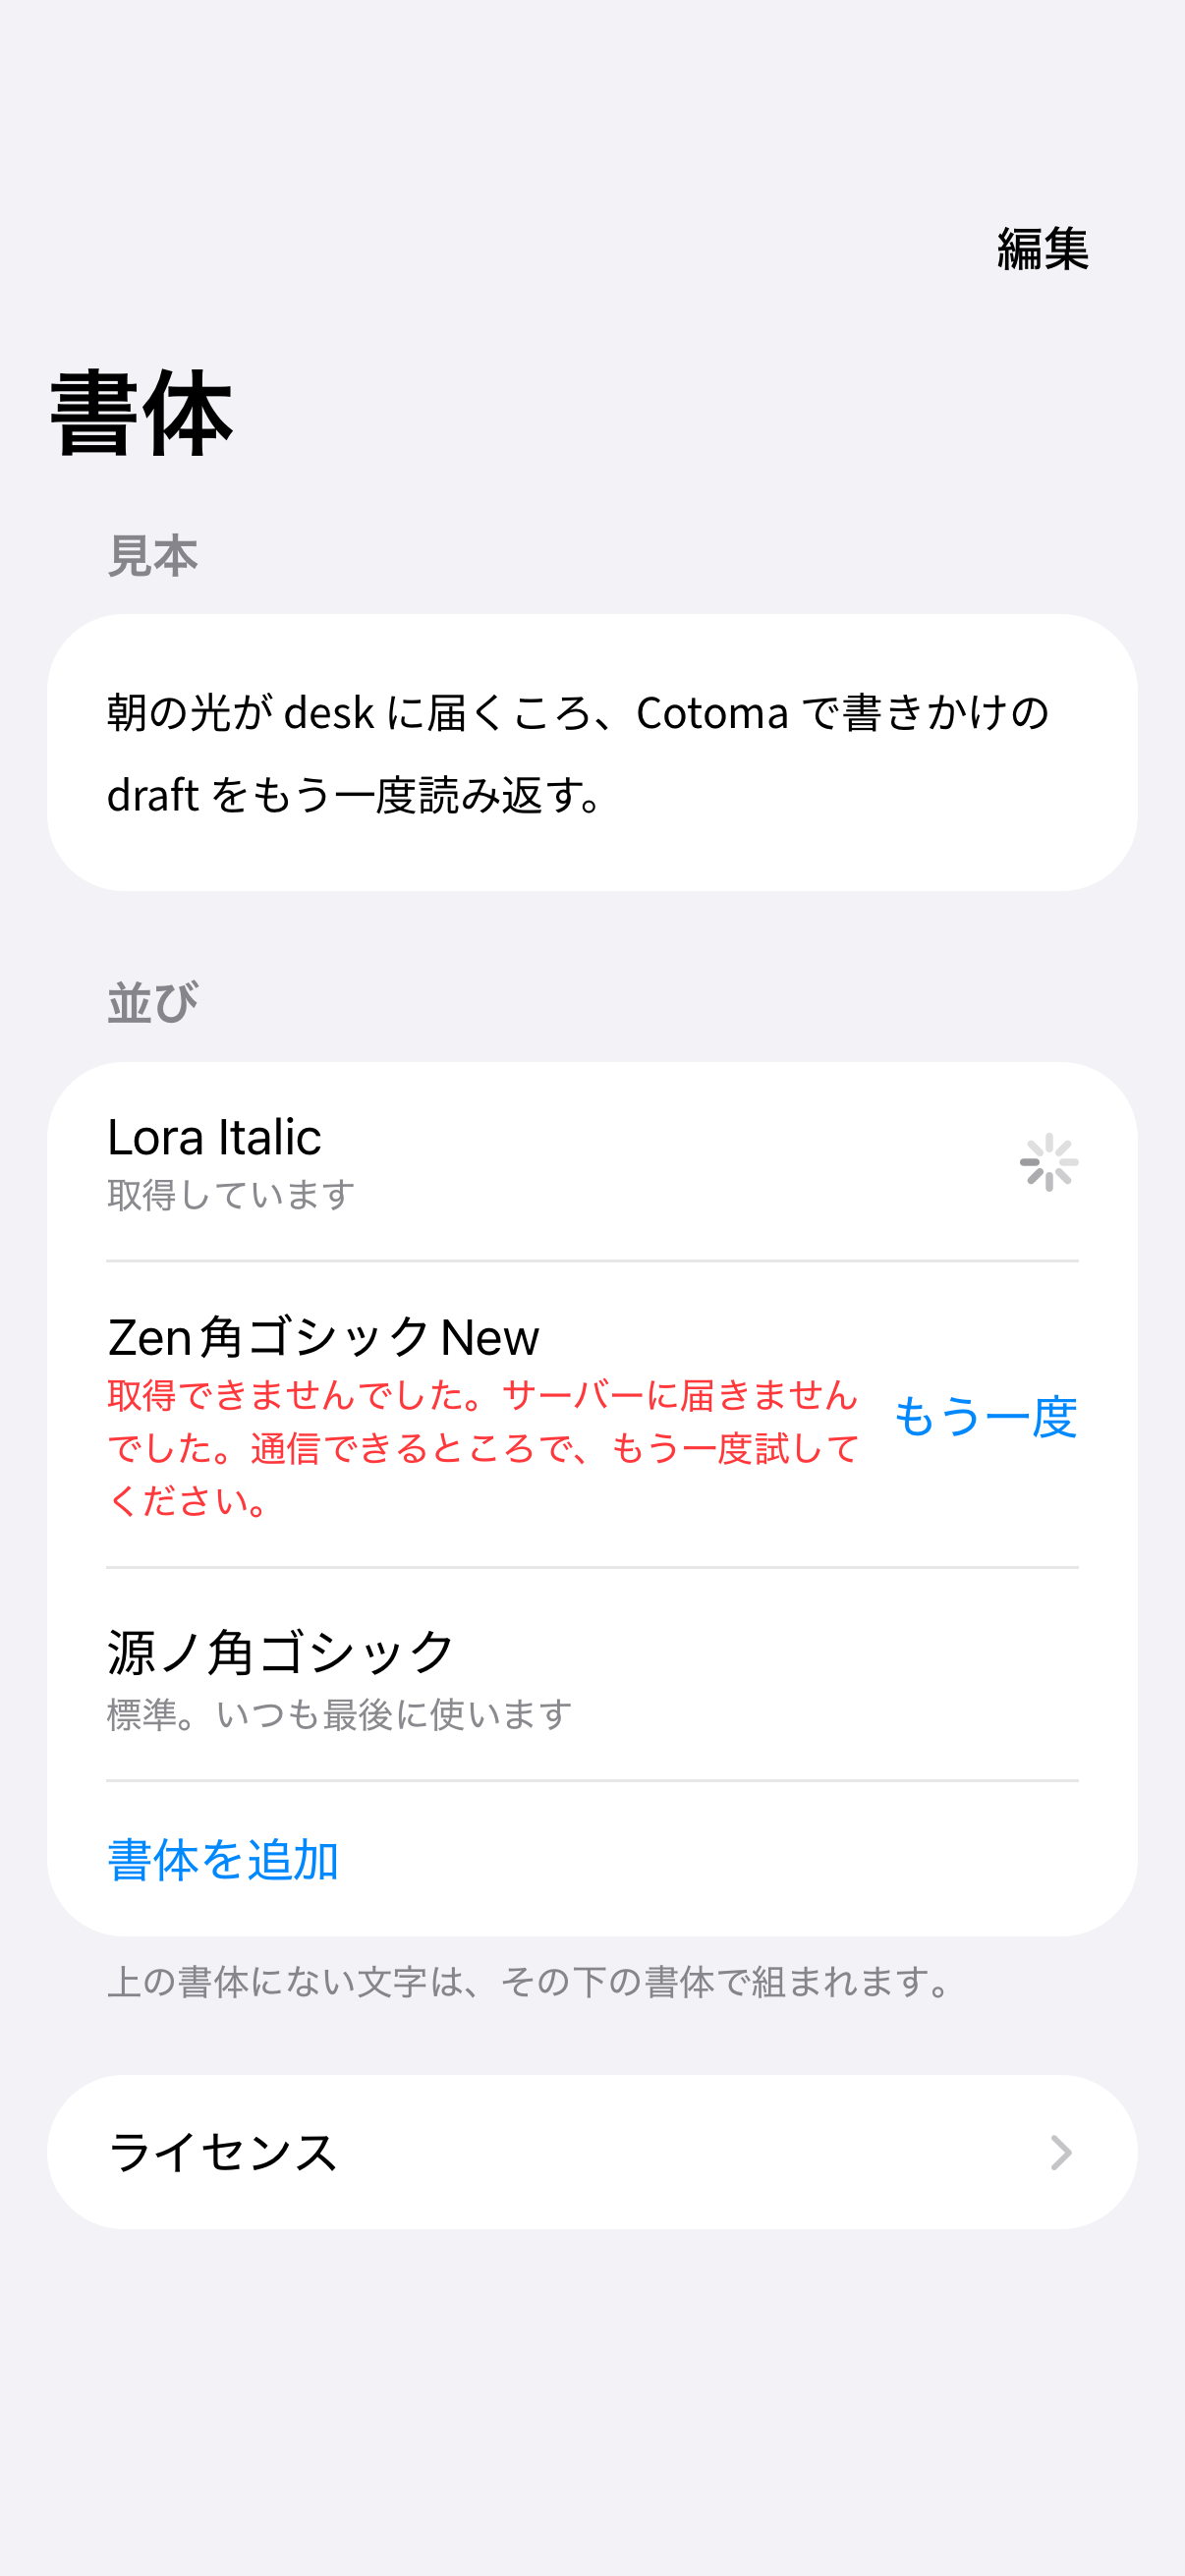 編集
書体
見本
朝の光が desk に届くころ、Cotoma で書きかけの
draft をもう一度読み返す。
並び
Lora Italic
取得しています
Zen角ゴシックNew
取得できませんでした。サーバーに届きません
でした。通信できるところで、もう一度試して
ください。
もう一度
源ノ角ゴシック
標準。いつも最後に使います
書体を追加
上の書体にない文字は、その下の書体で組まれます。
ライセンス